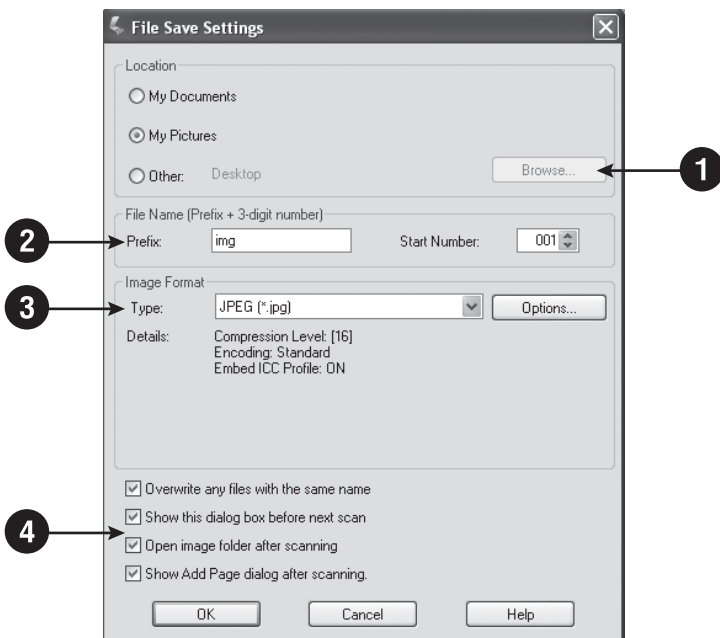 File Save Settings
Location
My Documents
My Pictures
Other: Desktop Browse... 1
File Name (Prefix + 3-digit number)
2 Prefix: img Start Number: 001
Image Format
3 Type: JPEG (*.jpg) Options...
Details: Compression Level: [16]
Encoding: Standard
Embed ICC Profile: ON
Overwrite any files with the same name
Show this dialog box before next scan
4
Open image folder after scanning
Show Add Page dialog after scanning.
OK Cancel Help